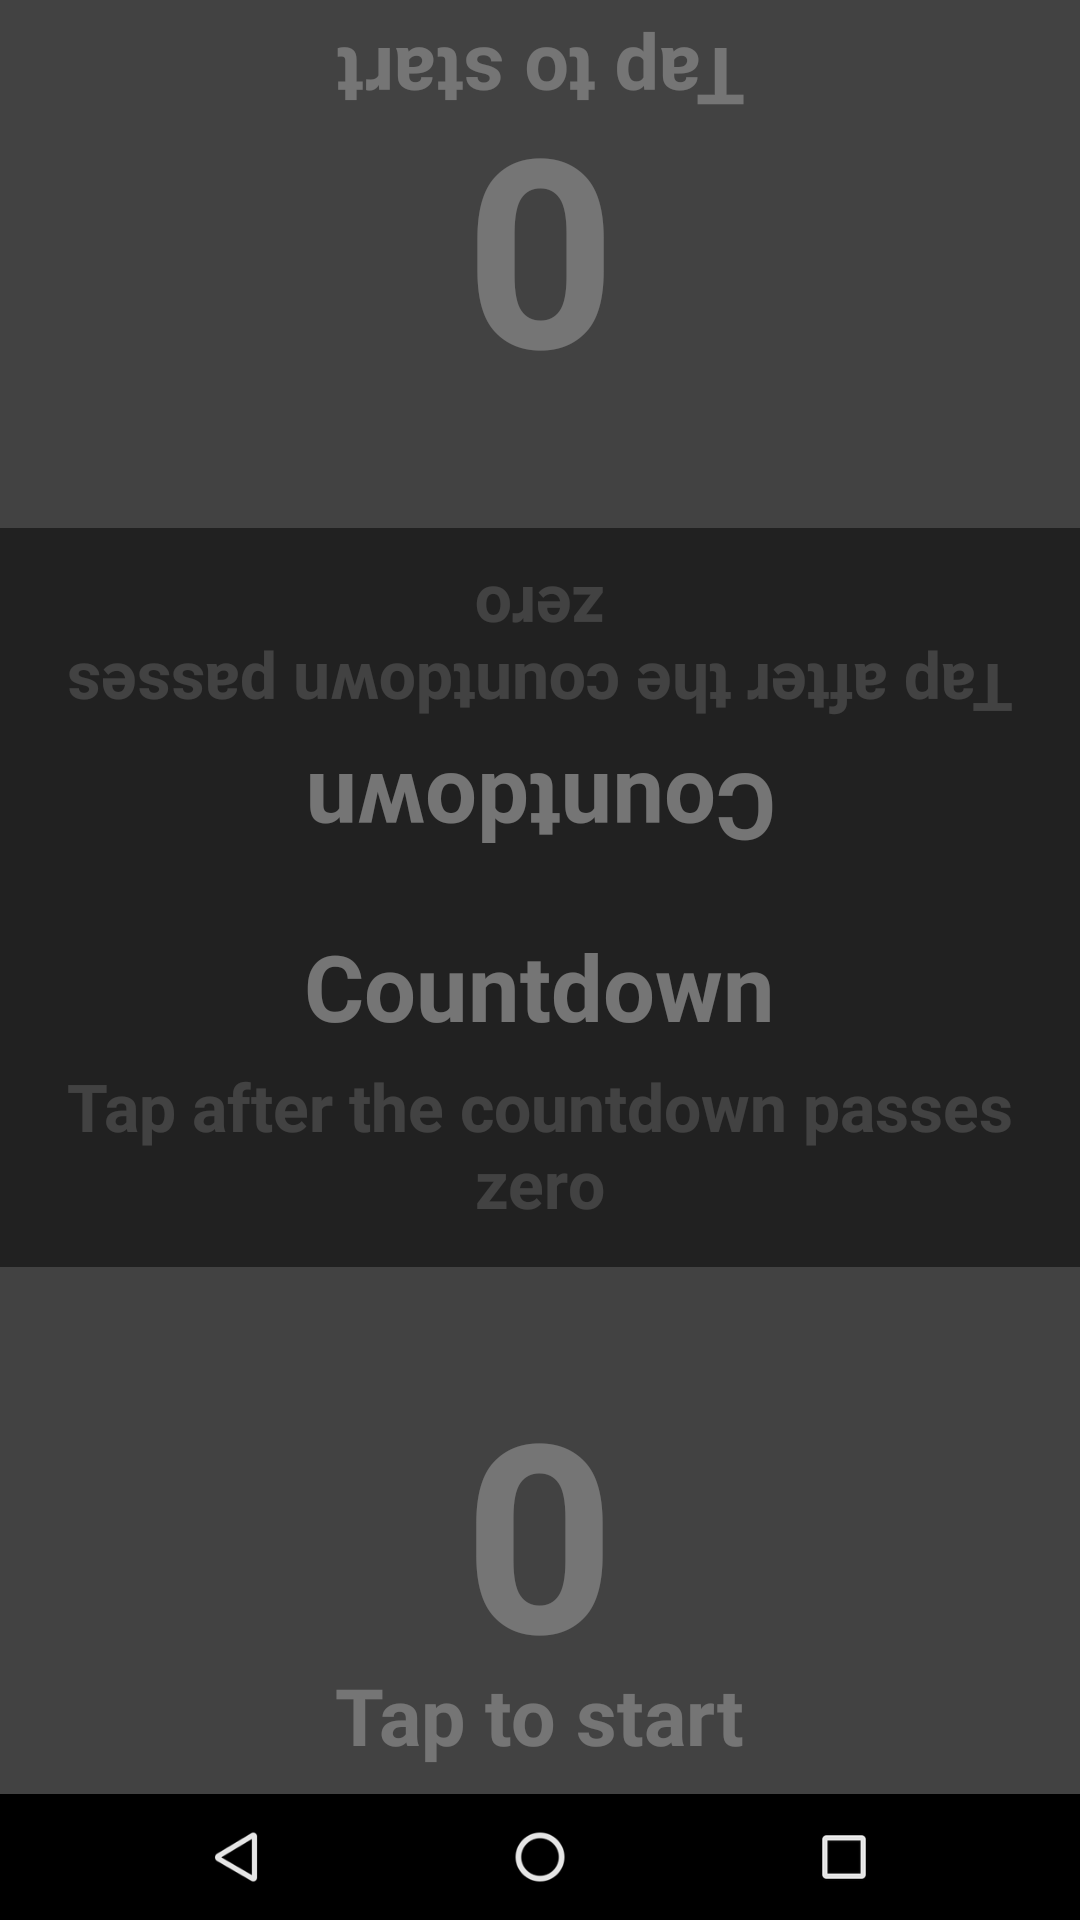 Tap to start
0
Tap after the countdown passes
zero
Countdown
Countdown
Tap after the countdown passes
zero
0
Tap to start